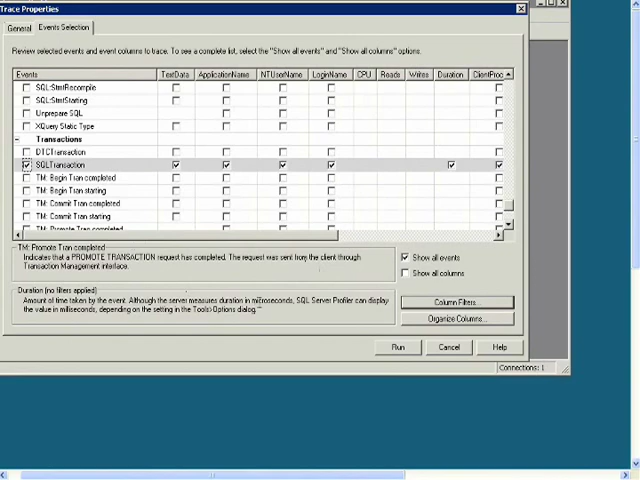 Trace Properties
General Events Selection
Review selected events and event columns to trace. To see a complete list, select the "Show all events" and "Show all columns" options.
Events TextData ApplicationName NTUserName LoginName CPU Reads Writes Duration ClientProc
SQL:StmtRecompile
SQL:StmtStarting
Unprepare SQL
XQuery Static Type
Transactions
DTCTransaction
SQLTransaction
TM: Begin Tran completed
TM: Begin Tran starting
TM: Commit Tran completed
TM: Commit Tran starting
TM: Promote Tran completed
TM: Promote Tran completed
Indicates that a PROMOTE TRANSACTION request has completed. The request was sent from the client through
Transaction Management interface.
Show all events
Show all columns
Duration (no filters applied)
Amount of time taken by the event. Although the server measures duration in microseconds, SQL Server Profiler can display
the value in milliseconds, depending on the setting in the Tools>Options dialog.
Column Filters...
Organize Columns...
Run Cancel Help
Connections: 1